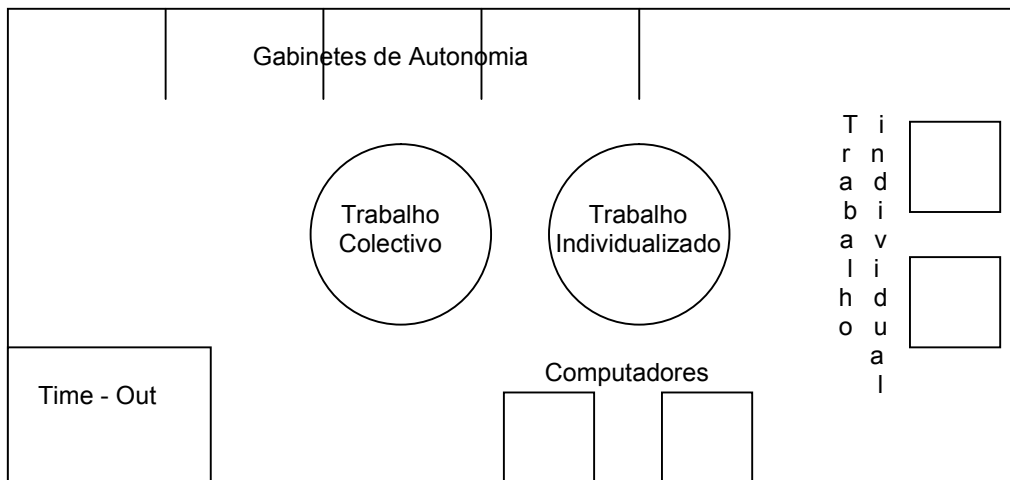 Gabinetes de Autonomia
Trabalho
Colectivo
Trabalho
Individualizado
Trabalho
individual
Computadores
Time - Out